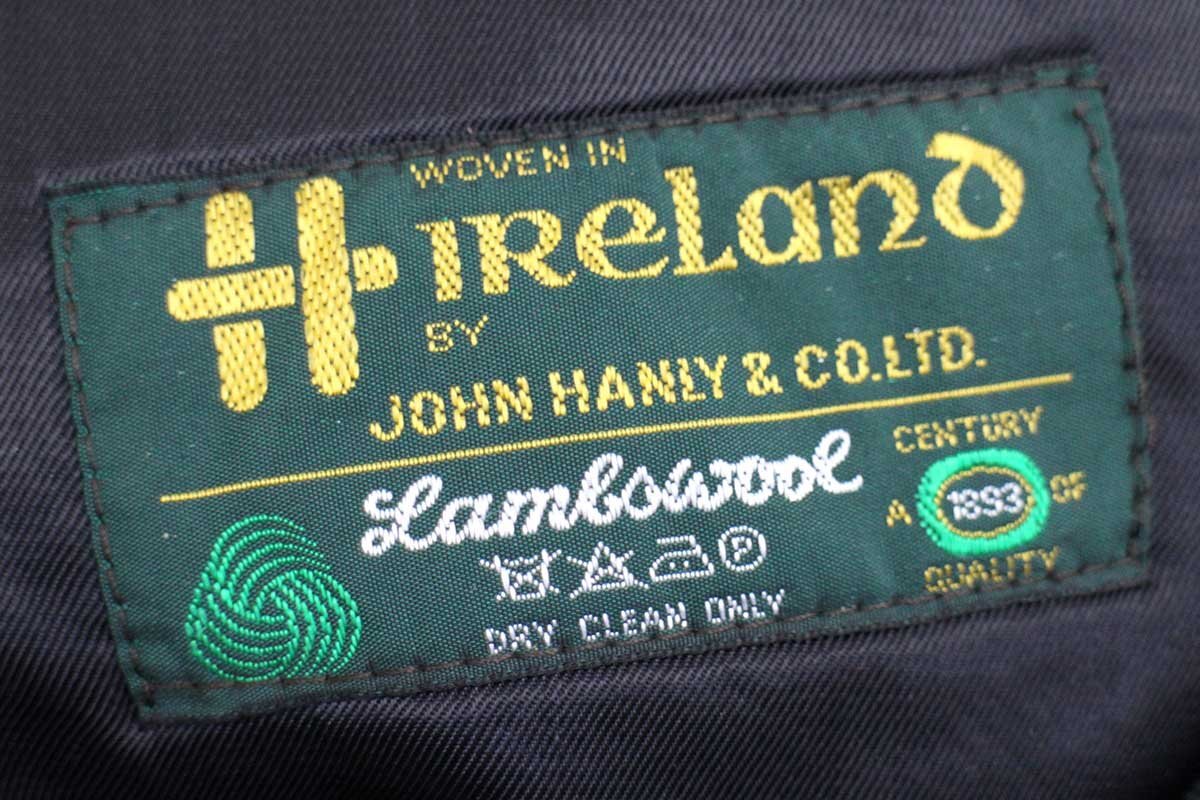 WOVEN IN
IRELAND
BY
JOHN HANLY & CO.LTD.
Lambswool
DRY CLEAN ONLY
CENTURY
A 1893 OF
QUALITY
P